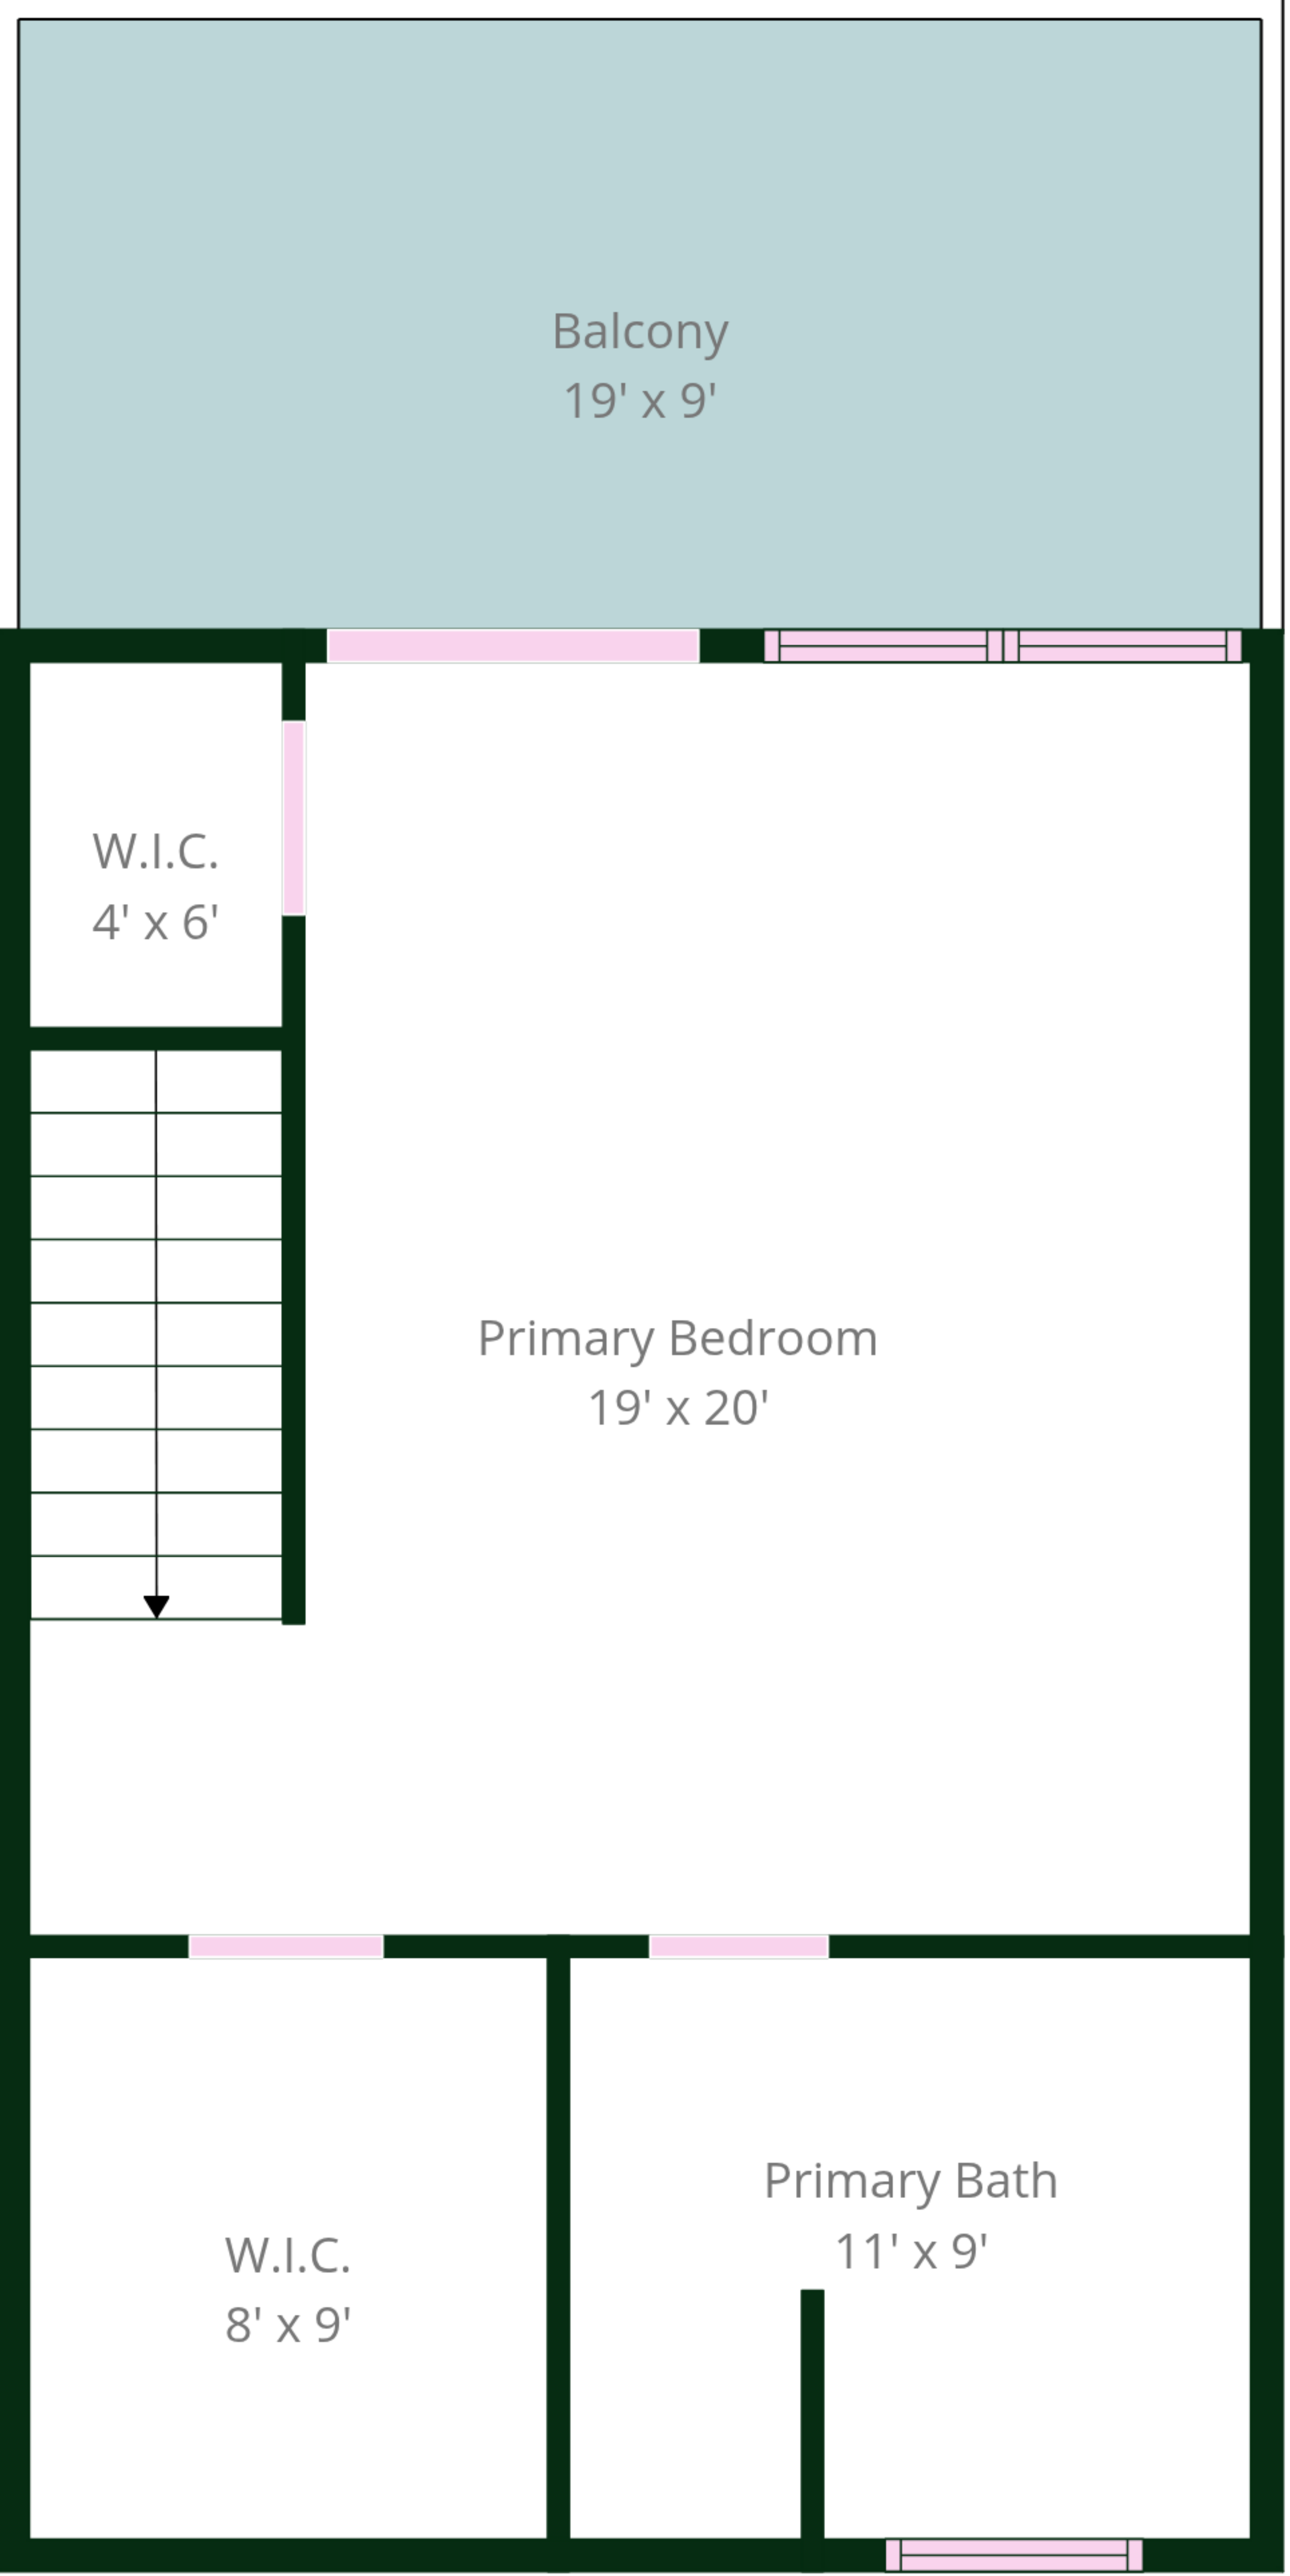 Balcony
19' x 9'
W.I.C.
4' x 6'
Primary Bedroom
19' x 20'
Primary Bath
11' x 9'
W.I.C.
8' x 9'